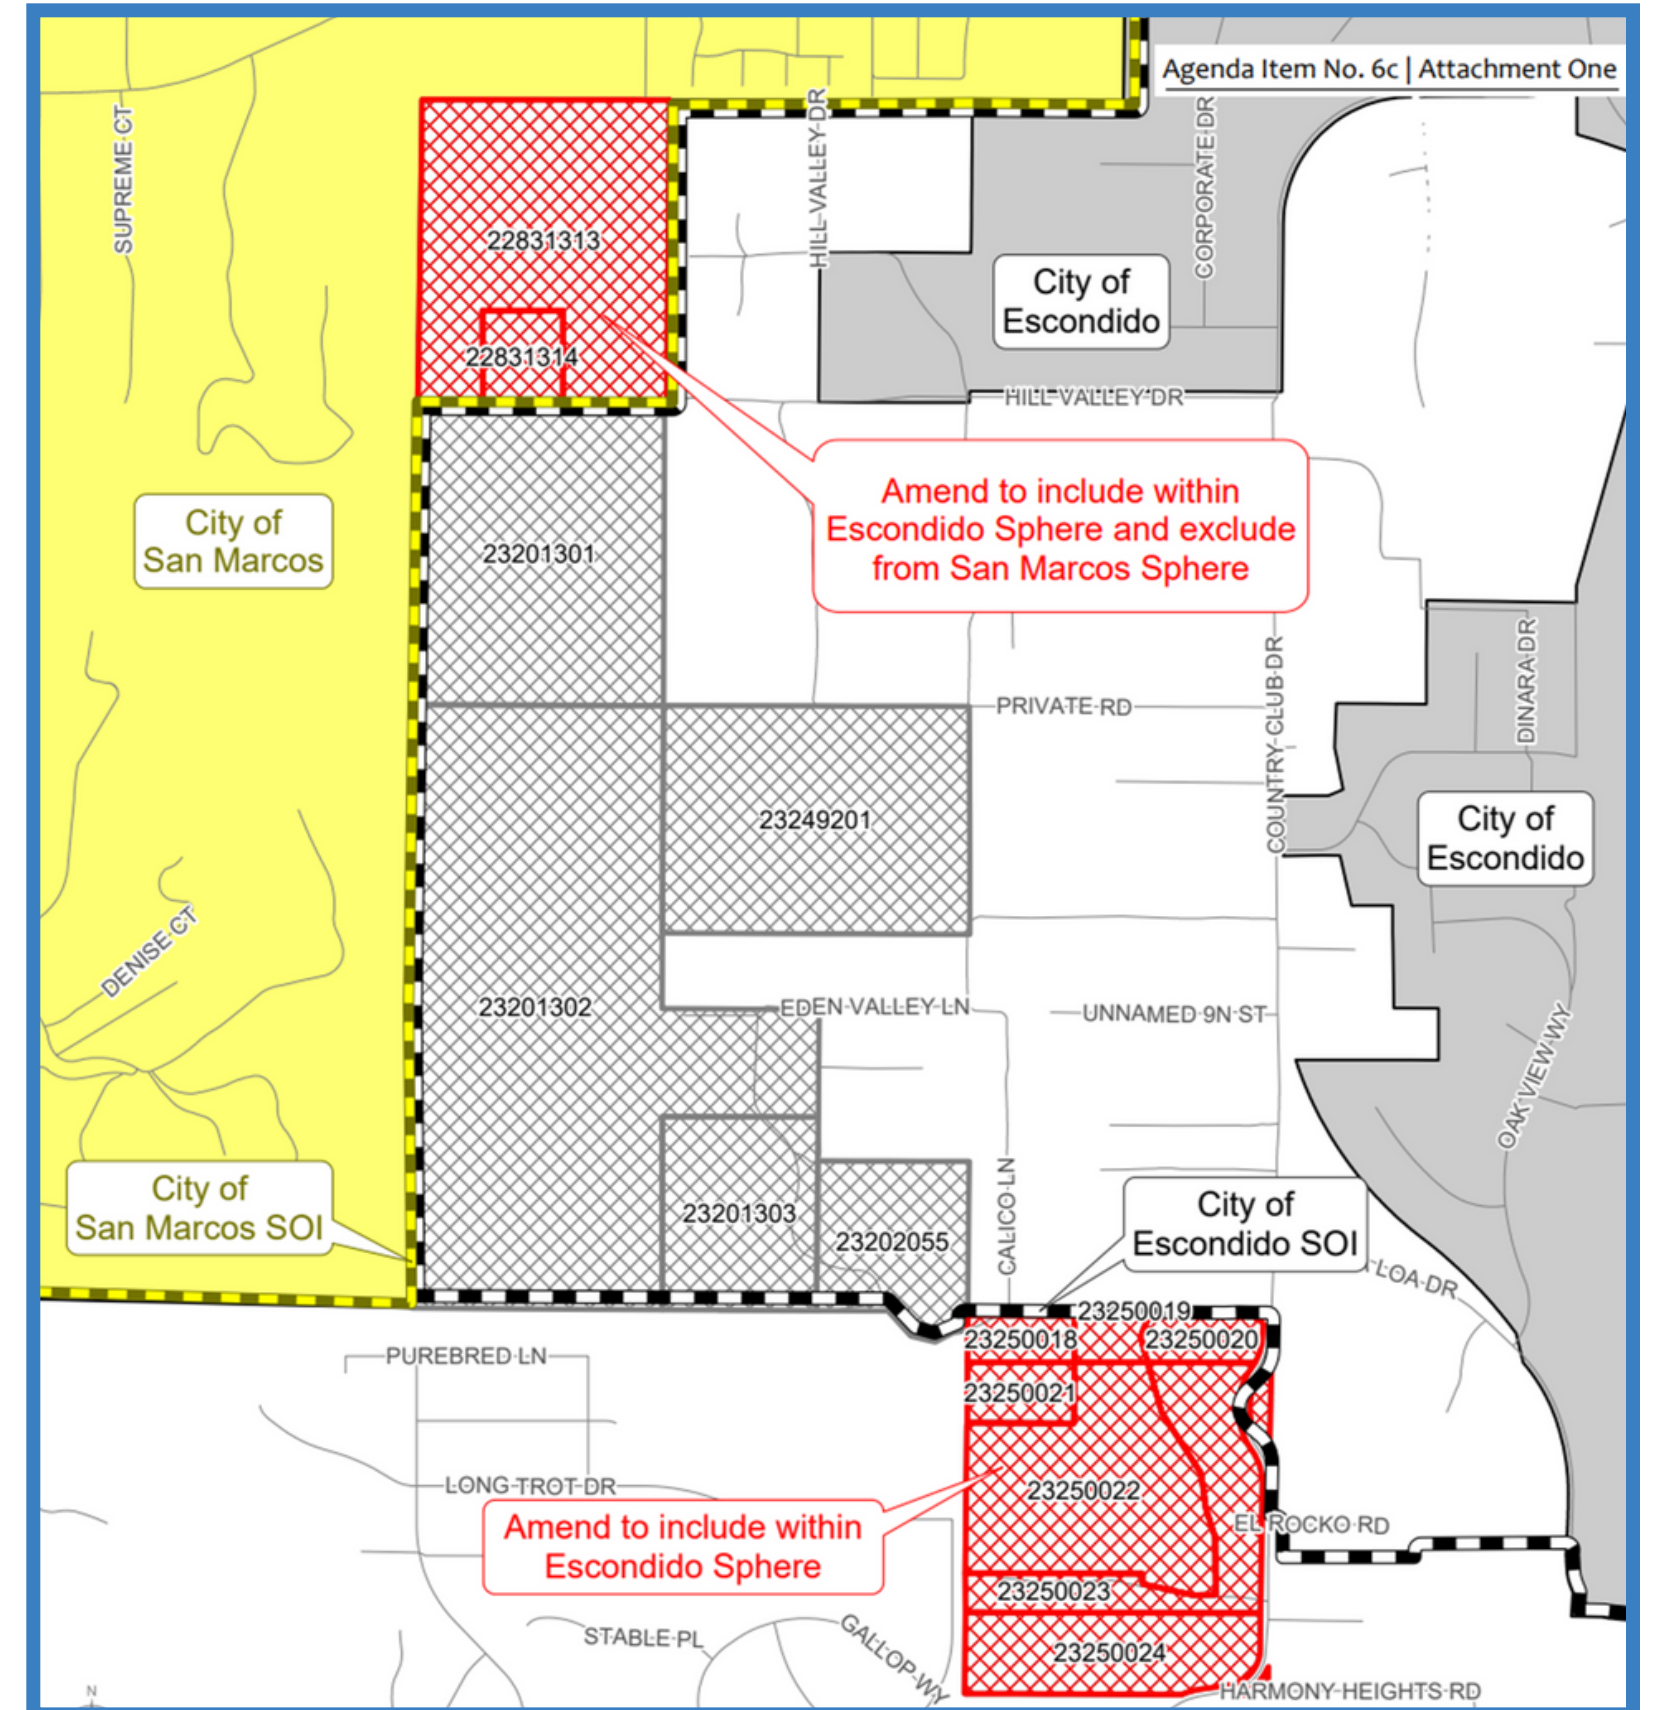 Agenda Item No. 6c | Attachment One
SUPREME CT
HILL VALLEY DR
CORPORATE DR
22831313
22831314
City of
Escondido
HILL VALLEY DR
Amend to include within
Escondido Sphere and exclude
from San Marcos Sphere
City of
San Marcos
23201301
PRIVATE RD
COUNTRY CLUB DR
DINARA DR
23249201
City of
Escondido
DENISE CT
23201302
EDEN VALLEY LN
UNNAMED 9N ST
OAK VIEW WY
City of
San Marcos SOI
23201303
23202055
CALICO LN
City of
Escondido SOI
LOA DR
23250019
23250018
23250020
PUREBRED LN
23250021
LONG TROT DR
23250022
Amend to include within
Escondido Sphere
EL ROCKO RD
23250023
STABLE PL
GALLOP WY
23250024
HARMONY HEIGHTS RD
N